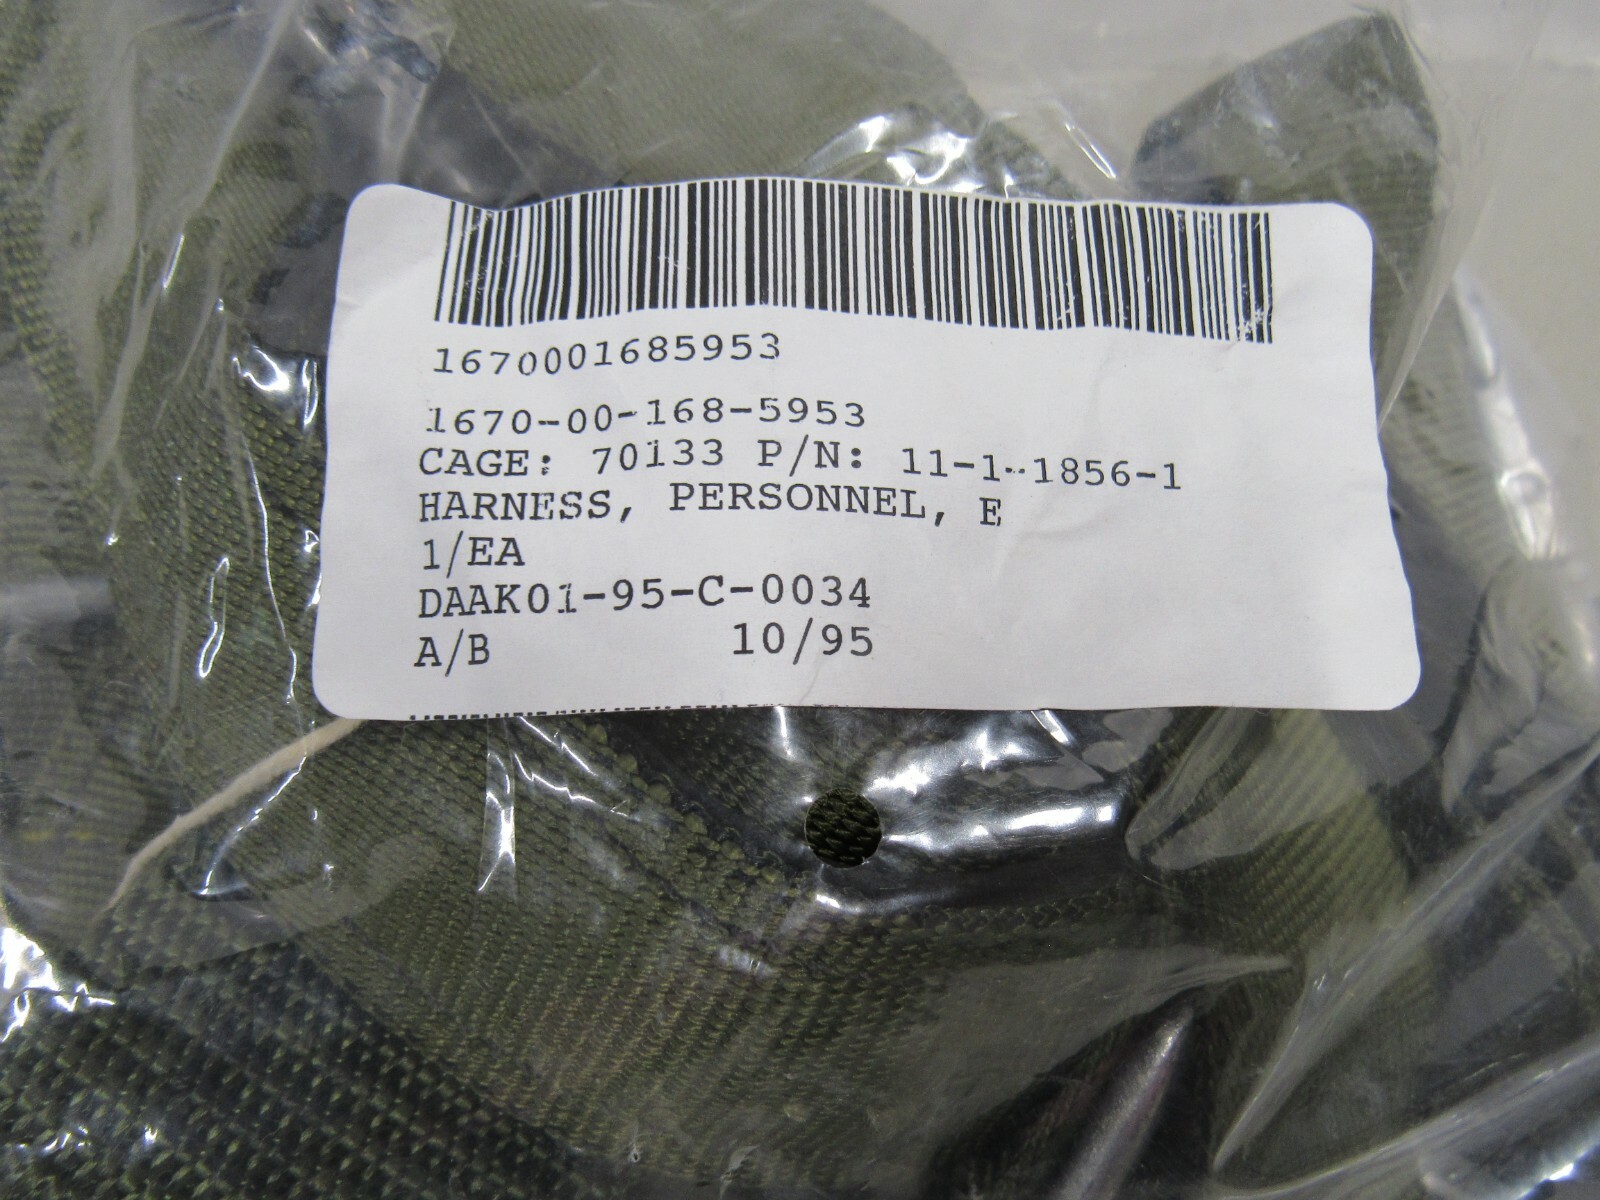 1670001685953
1670-00-168-5953
CAGE: 70133 P/N: 11-1-1856-1
HARNESS, PERSONNEL, E
1/EA
DAAK01-95-C-0034
A/B 10/95